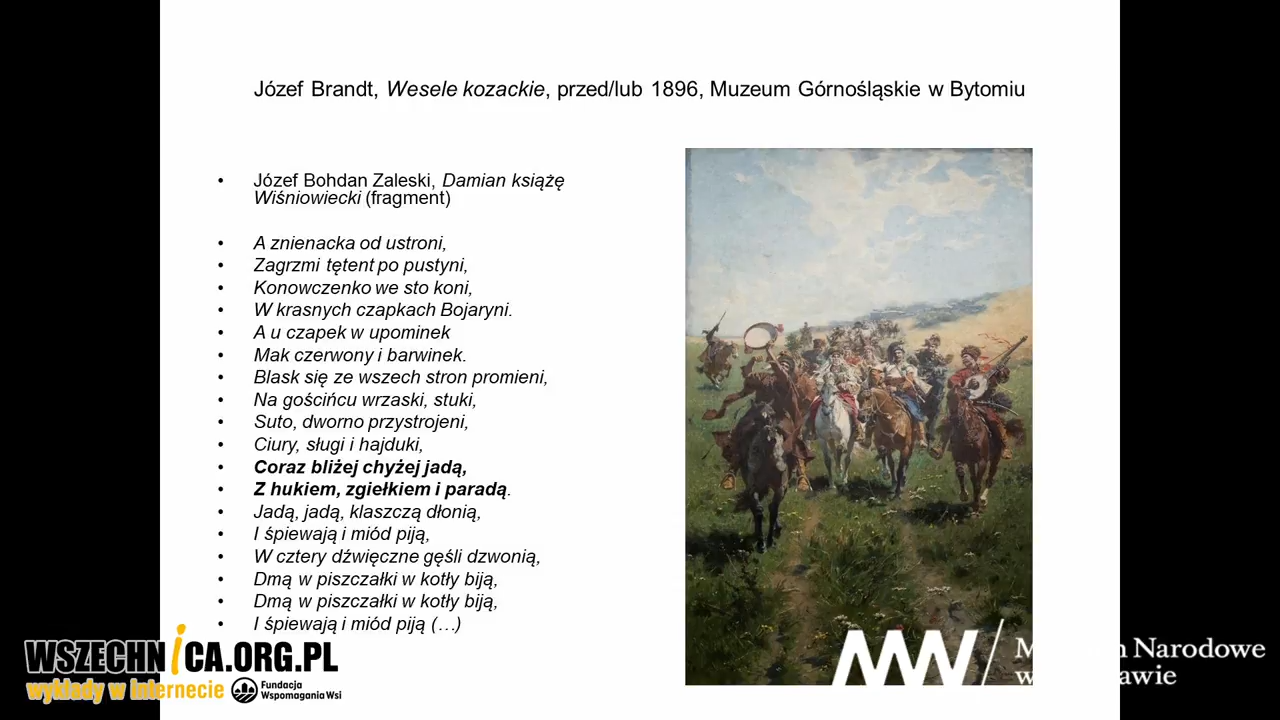 Józef Brandt, Wesele kozackie, przed/lub 1896, Muzeum Górnośląskie w Bytomiu
• Józef Bohdan Zaleski, Damian książę
Wiśniowiecki (fragment)
• A znienacka od ustroni,
• Zagrzmi tętent po pustyni,
• Konowczenko we sto koni,
• W krasnych czapkach Bojaryni.
• A u czapek w upominek
• Mak czerwony i barwinek.
• Blask się ze wszech stron promieni,
• Na gościńcu wrzaski, stuki,
• Suto, dworno przystrojeni,
• Ciury, sługi i hajduki,
• Coraz bliżej chyżej jadą,
• Z hukiem, zgiełkiem i paradą.
• Jadą, jadą, klaszczą dłonią,
• I śpiewają i miód piją,
• W cztery dźwięczne gęśli dzwonią,
• Dmą w piszczałki w kotły biją,
• Dmą w piszczałki w kotły biją,
• I śpiewają i miód piją (…)
WSZECHNICA.ORG.PL
wykłady w internecie
Fundacja
Wspomagania Wsi
Narodowe
w